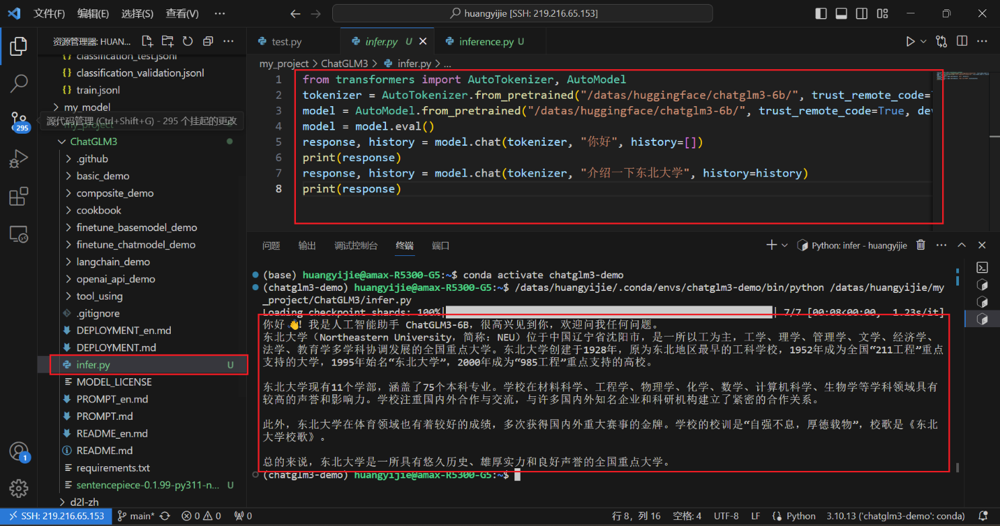 文件(F) 编辑(E) 选择(S) 查看(V) ··· huangyijie [SSH: 219.216.65.153]
资源管理器: HUAN... ···
classification_test.jsonl
{} classification_validation.jsonl
{} train.jsonl
my_model
源代码管理 (Ctrl+Shift+G) - 295 个挂起的更改
295
ChatGLM3
.github
basic_demo
composite_demo
cookbook
finetune_basemodel_demo
finetune_chatmodel_demo
langchain_demo
openai_api_demo
tool_using
.gitignore
DEPLOYMENT_en.md
DEPLOYMENT.md
infer.py U
MODEL_LICENSE
PROMPT_en.md
PROMPT.md
README_en.md
README.md
requirements.txt
sentencepiece-0.1.99-py311-n... U
d2l-zh
1
test.py infer.py U inference.py U
my_project > ChatGLM3 > infer.py > ...
1 from transformers import AutoTokenizer, AutoModel
2 tokenizer = AutoTokenizer.from_pretrained("/datas/huggingface/chatglm3-6b/", trust_remote_code=
3 model = AutoModel.from_pretrained("/datas/huggingface/chatglm3-6b/", trust_remote_code=True, de
4 model = model.eval()
5 response, history = model.chat(tokenizer, "你好", history=[])
6 print(response)
7 response, history = model.chat(tokenizer, "介绍一下东北大学", history=history)
8 print(response)
问题 输出 调试控制台 终端 端口 Python: infer - huangyijie ···
(base) huangyijie@amax-R5300-G5:~$ conda activate chatglm3-demo
(chatglm3-demo) huangyijie@amax-R5300-G5:~$ /datas/huangyijie/.conda/envs/chatglm3-demo/bin/python /datas/huangyijie/my
_project/ChatGLM3/infer.py
Loading checkpoint shards: 100%| | 7/7 [00:08<00:00, 1.23s/it]
你好👋! 我是人工智能助手 ChatGLM3-6B，很高兴见到你，欢迎问我任何问题。
东北大学（Northeastern University，简称：NEU）位于中国辽宁省沈阳市，是一所以工为主，工学、理学、管理学、文学、经济学、
法学、教育学多学科协调发展的全国重点大学。东北大学创建于1928年，原为东北地区最早的工科学校，1952年成为全国“211工程”重点
支持的大学，1995年始名“东北大学”，2000年成为“985工程”重点支持的高校。
东北大学现有11个学部，涵盖了75个本科专业。学校在材料科学、工程学、物理学、化学、数学、计算机科学、生物学等学科领域具有
较高的声誉和影响力。学校注重国内外合作与交流，与许多国内外知名企业和科研机构建立了紧密的合作关系。
此外，东北大学在体育领域也有着较好的成绩，多次获得国内外重大赛事的金牌。学校的校训是“自强不息，厚德载物”，校歌是《东北
大学校歌》。
总的来说，东北大学是一所具有悠久历史、雄厚实力和良好声誉的全国重点大学。
(chatglm3-demo) huangyijie@amax-R5300-G5:~$
SSH: 219.216.65.153 main* 0 0 0 行 8，列 16 空格: 4 UTF-8 LF Python 3.10.13 ('chatglm3-demo': conda)